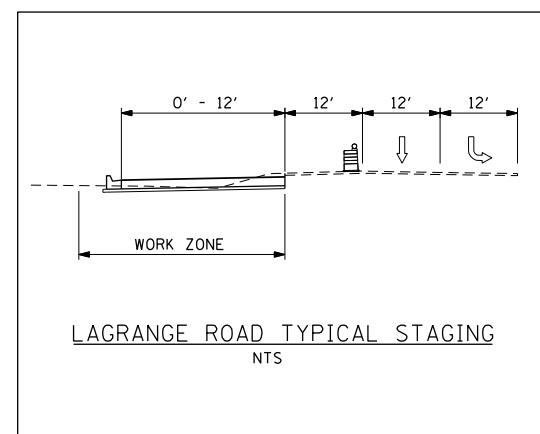 0' - 12' 12' 12' 12'
WORK ZONE
LAGRANGE ROAD TYPICAL STAGING
NTS